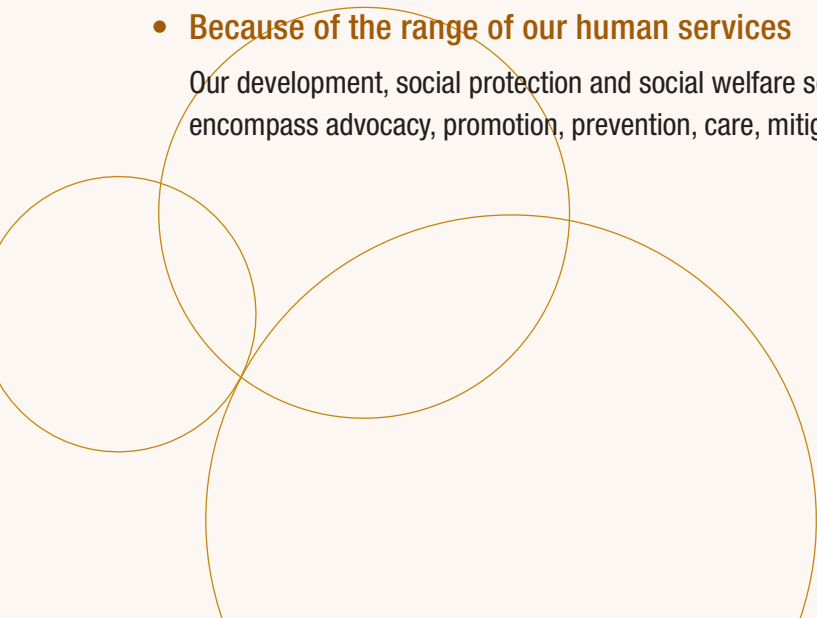 • Because of the range of our human services
Our development, social protection and social welfare
encompass advocacy, promotion, prevention, care,